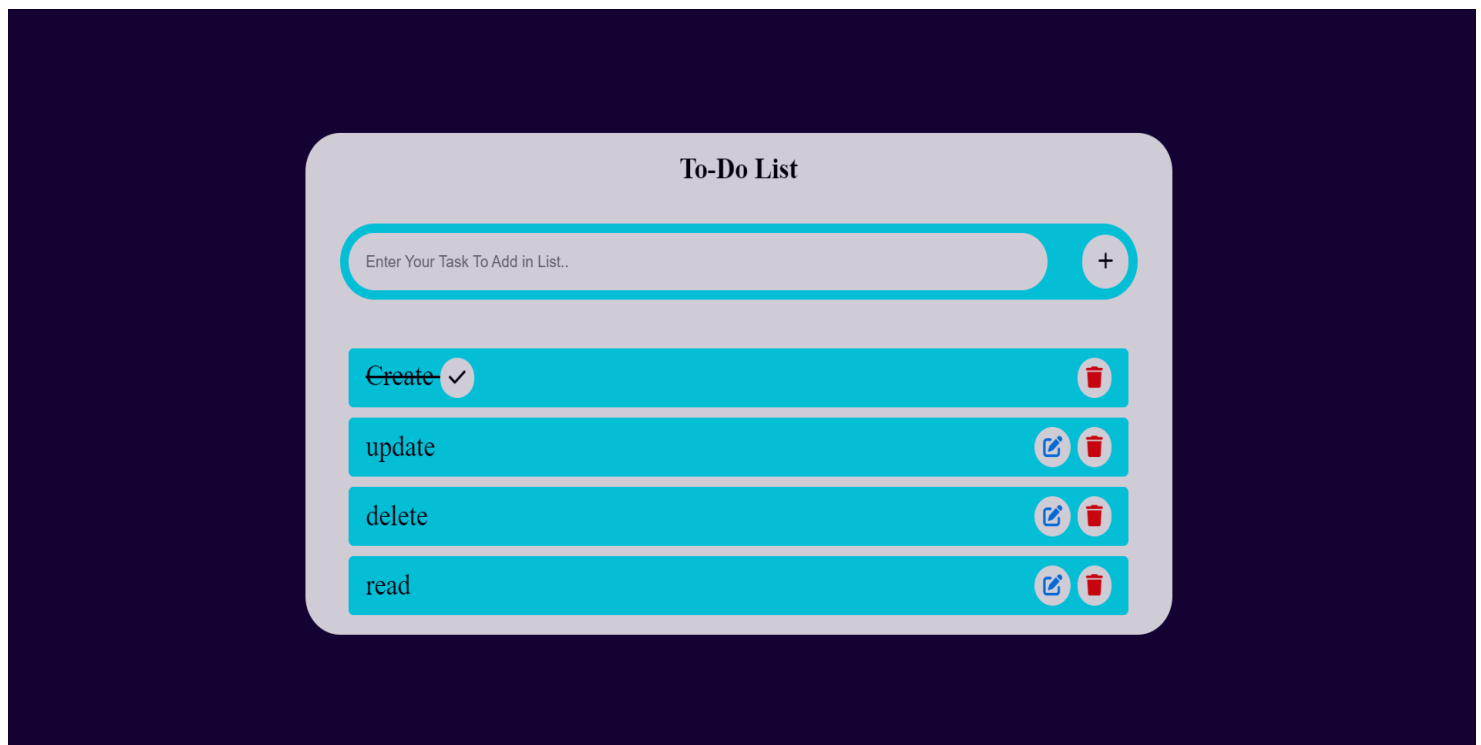 To-Do List
Enter Your Task To Add in List..
+
Create
update
delete
read